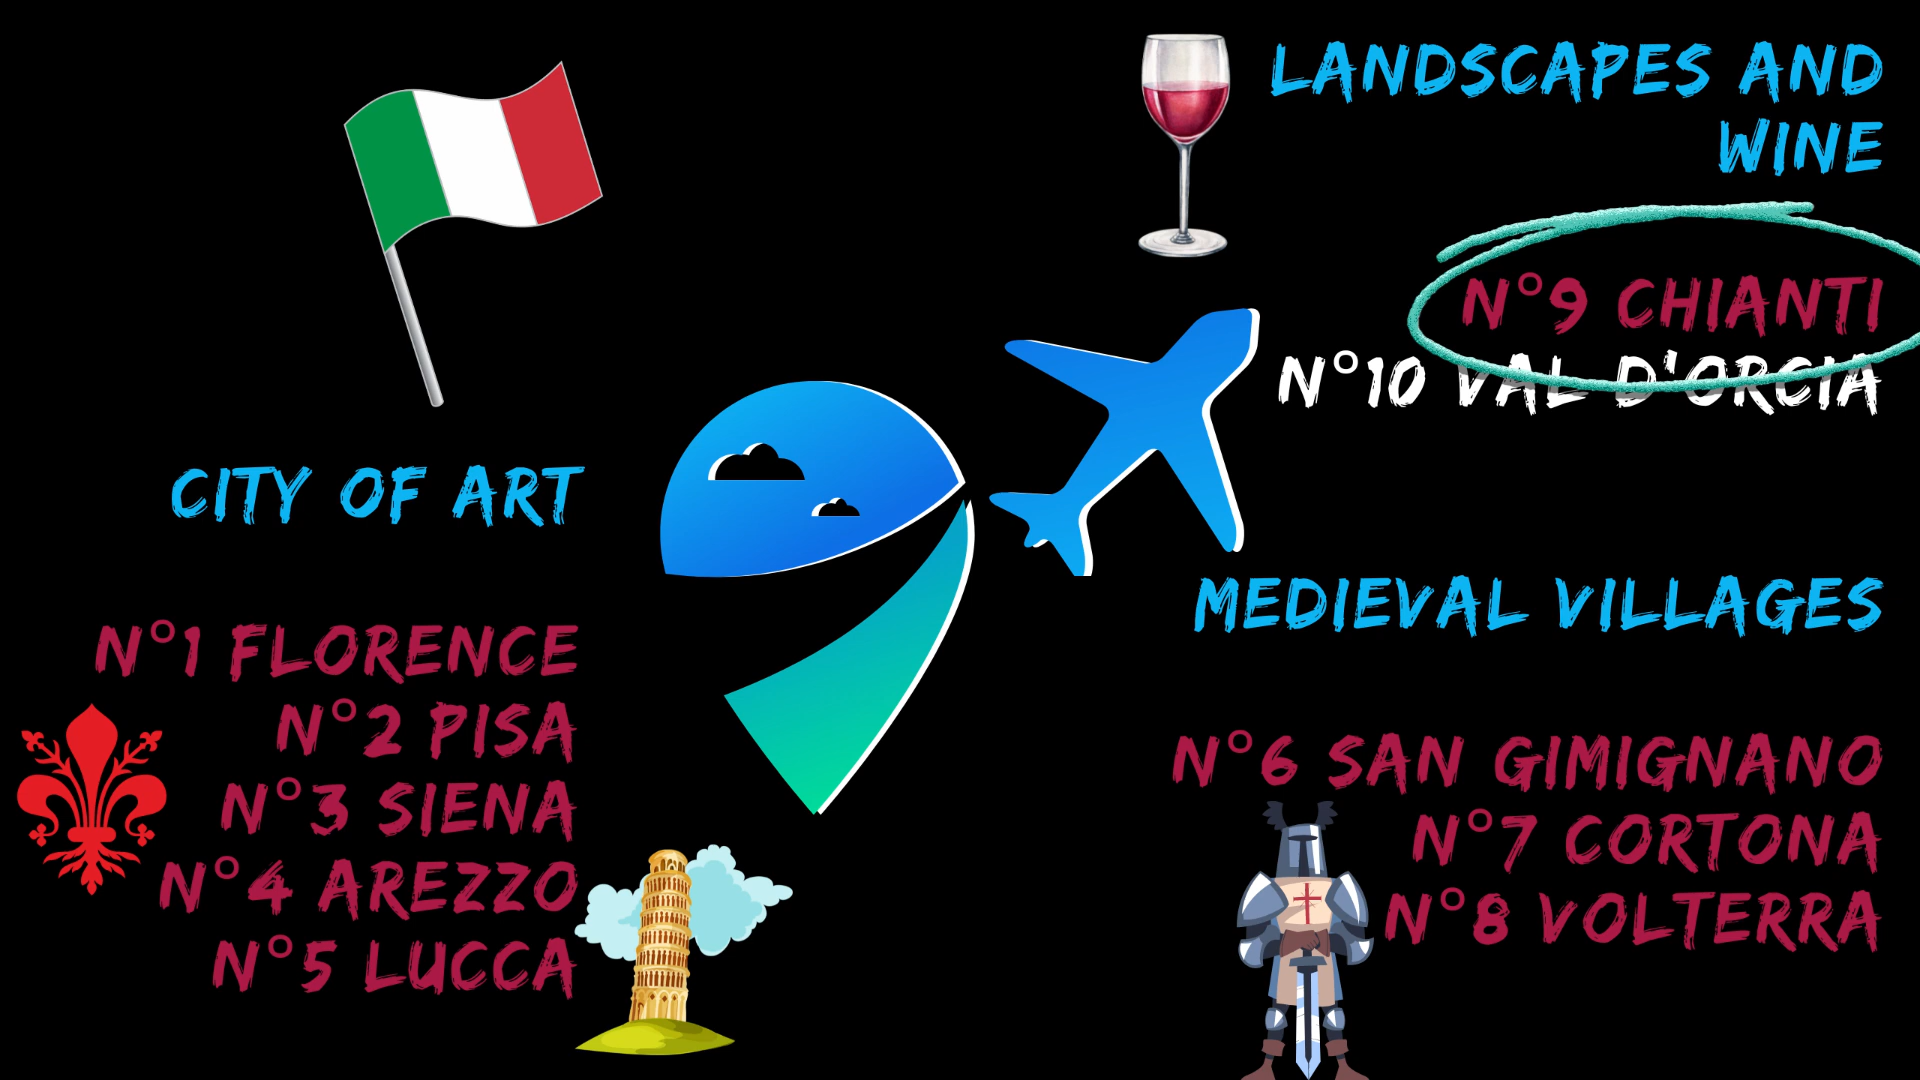 CITY OF ART
N°1 FLORENCE
N°2 PISA
N°3 SIENA
N°4 AREZZO
N°5 LUCCA
LANDSCAPES AND
WINE
N°9 CHIANTI
N°10 VAL D'ORCIA
MEDIEVAL VILLAGES
N°6 SAN GIMIGNANO
N°7 CORTONA
N°8 VOLTERRA